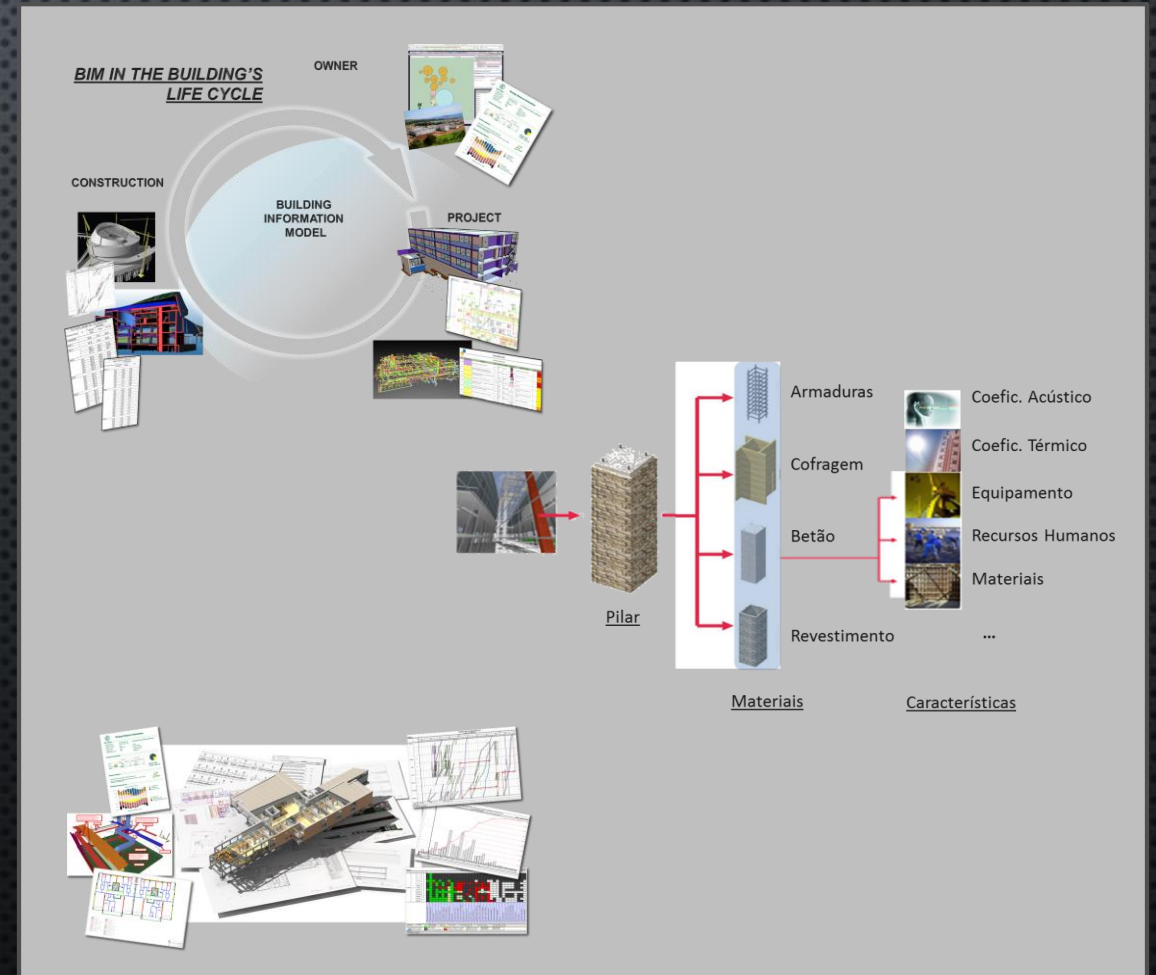 BIM IN THE BUILDING'S
LIFE CYCLE
OWNER
CONSTRUCTION
BUILDING
INFORMATION
MODEL
PROJECT
Armaduras
Cofragem
Betão
Revestimento
Pilar
Materiais
Coefic. Acústico
Coefic. Térmico
Equipamento
Recursos Humanos
Materiais
...
Características